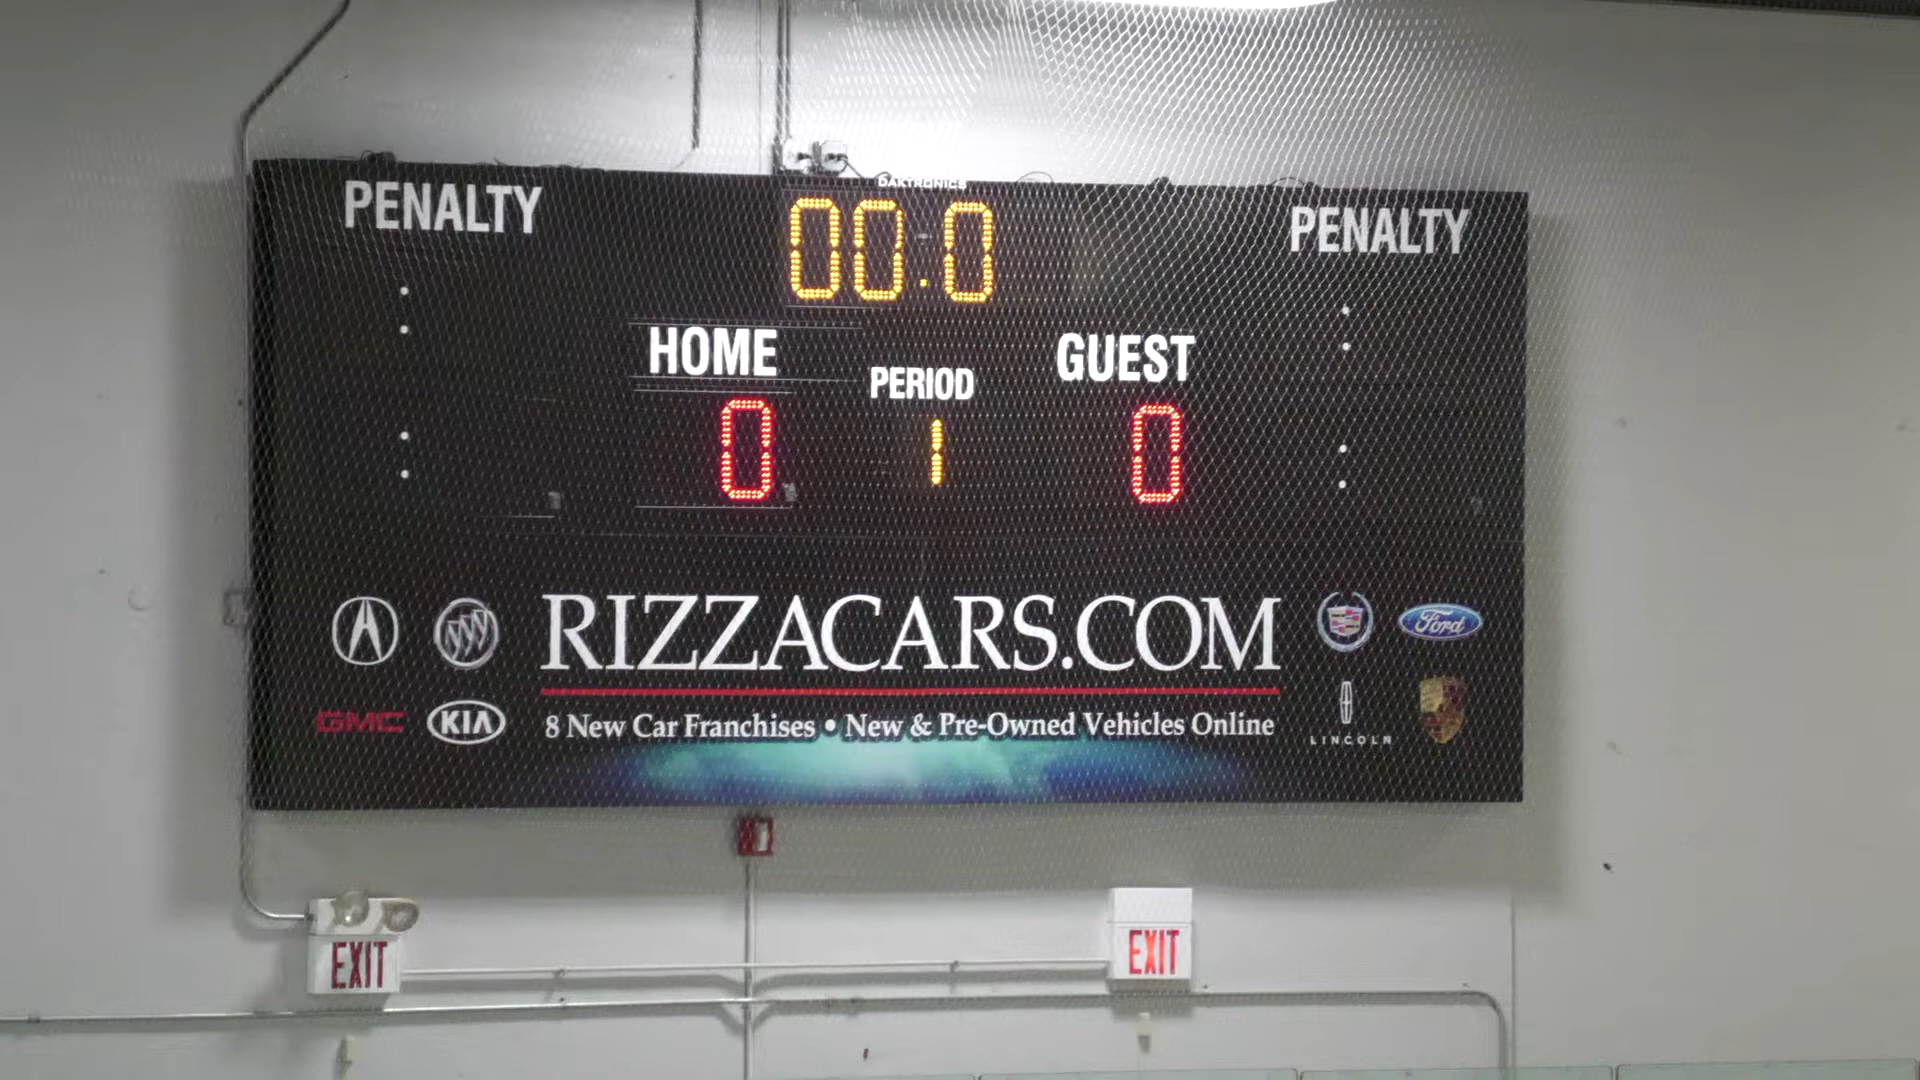 DAKTRONICS
PENALTY
00.0
PENALTY
HOME
PERIOD
GUEST
0
1
0
RIZZACARS.COM
Ford
GMC
KIA
8 New Car Franchises • New & Pre-Owned Vehicles Online
LINCOLN
EXIT
EXIT